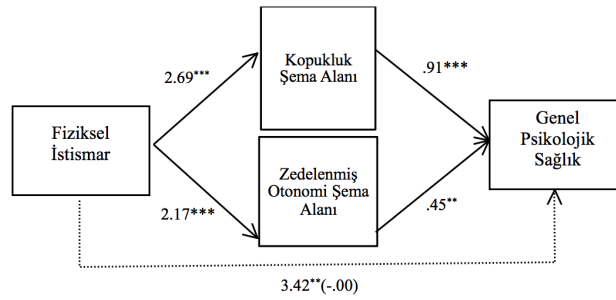 Kopukluk
Şema Alanı
2.69***
.91***
Fiziksel
İstismar
Genel
Psikolojik
Sağlık
Zedelenmiş
Otonomi Şema
Alanı
2.17***
.45**
3.42**(-.00)